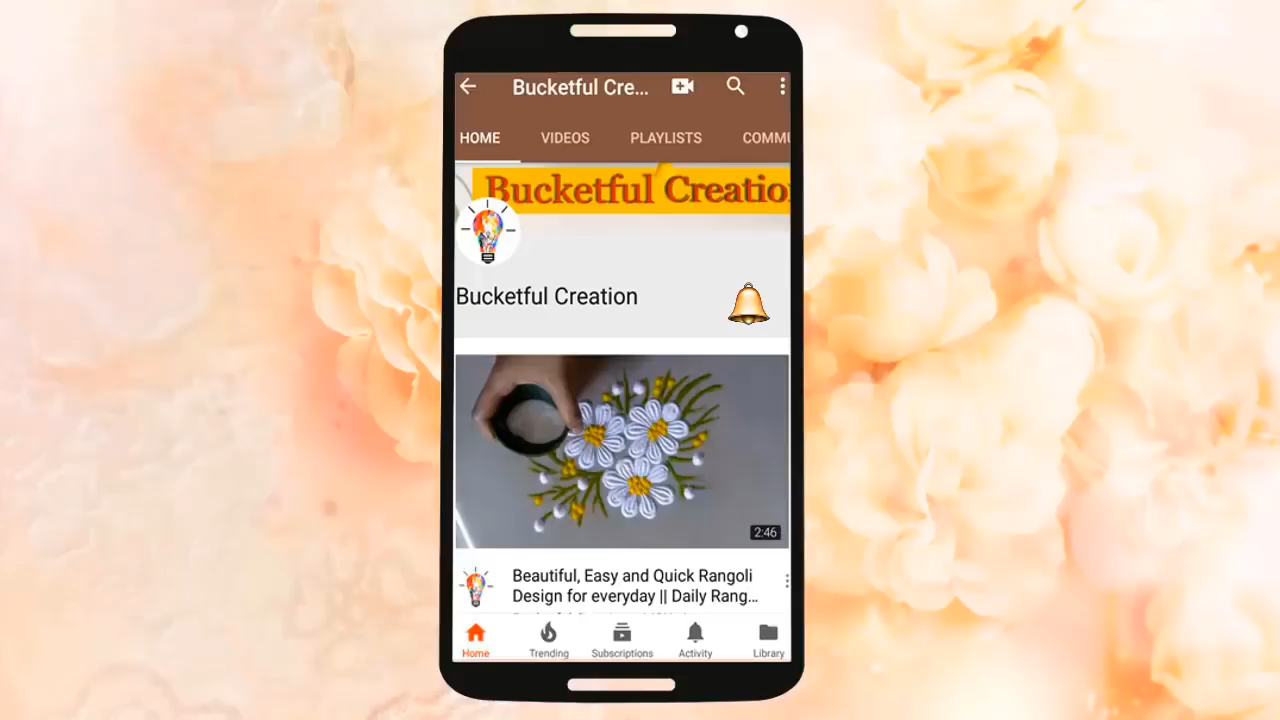 Bucketful Cre...
HOME VIDEOS PLAYLISTS COMMU
Bucketful Creation
Bucketful Creation
2:46
Beautiful, Easy and Quick Rangoli
Design for everyday || Daily Rang...
Home Trending Subscriptions Activity Library